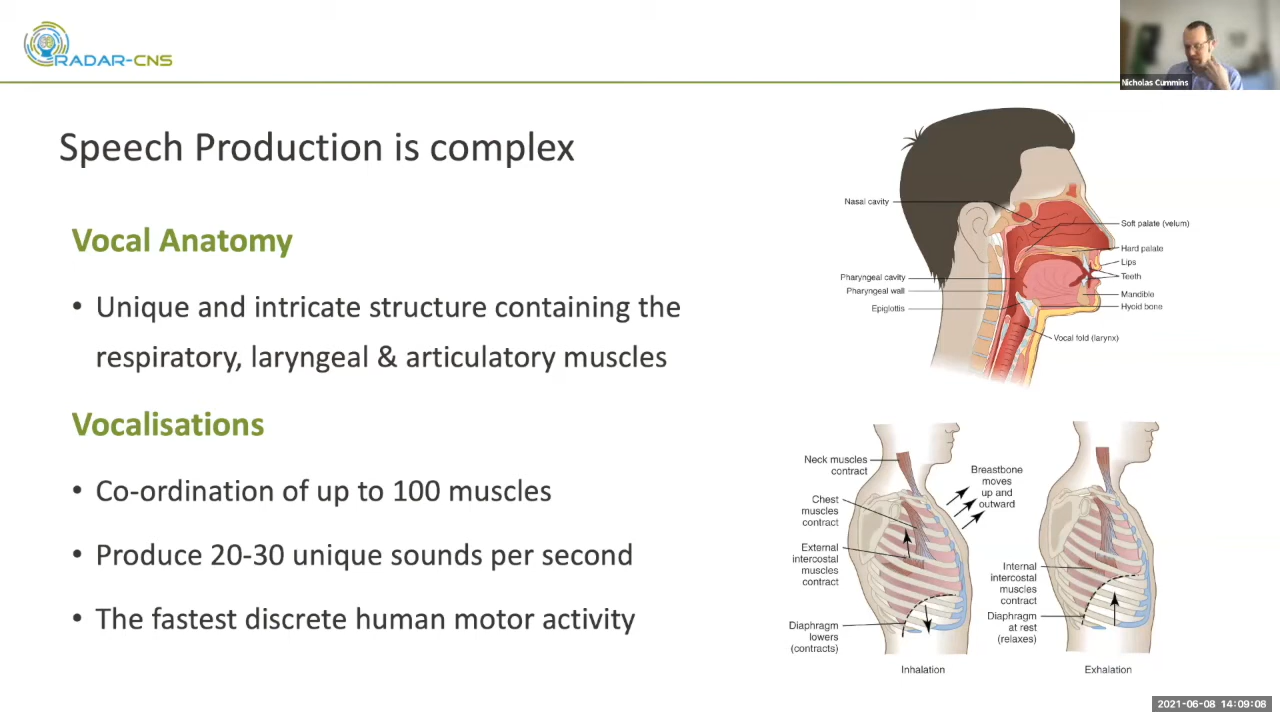 RADAR-CNS
Nicholas Cummins
Speech Production is complex
Vocal Anatomy
• Unique and intricate structure containing the
respiratory, laryngeal & articulatory muscles
Vocalisations
• Co-ordination of up to 100 muscles
• Produce 20-30 unique sounds per second
• The fastest discrete human motor activity
Nasal cavity
Pharyngeal cavity
Pharyngeal wall
Epiglottis
Soft palate (velum)
Hard palate
Lips
Teeth
Mandible
Hyoid bone
Vocal fold (larynx)
Neck muscles
contract
Chest
muscles
contract
External
intercostal
muscles
contract
Diaphragm
lowers
(contracts)
Breastbone
moves
up and
outward
Inhalation
Internal
intercostal
muscles
contract
Diaphragm
at rest
(relaxes)
Exhalation
2021-06-08 14:09:08